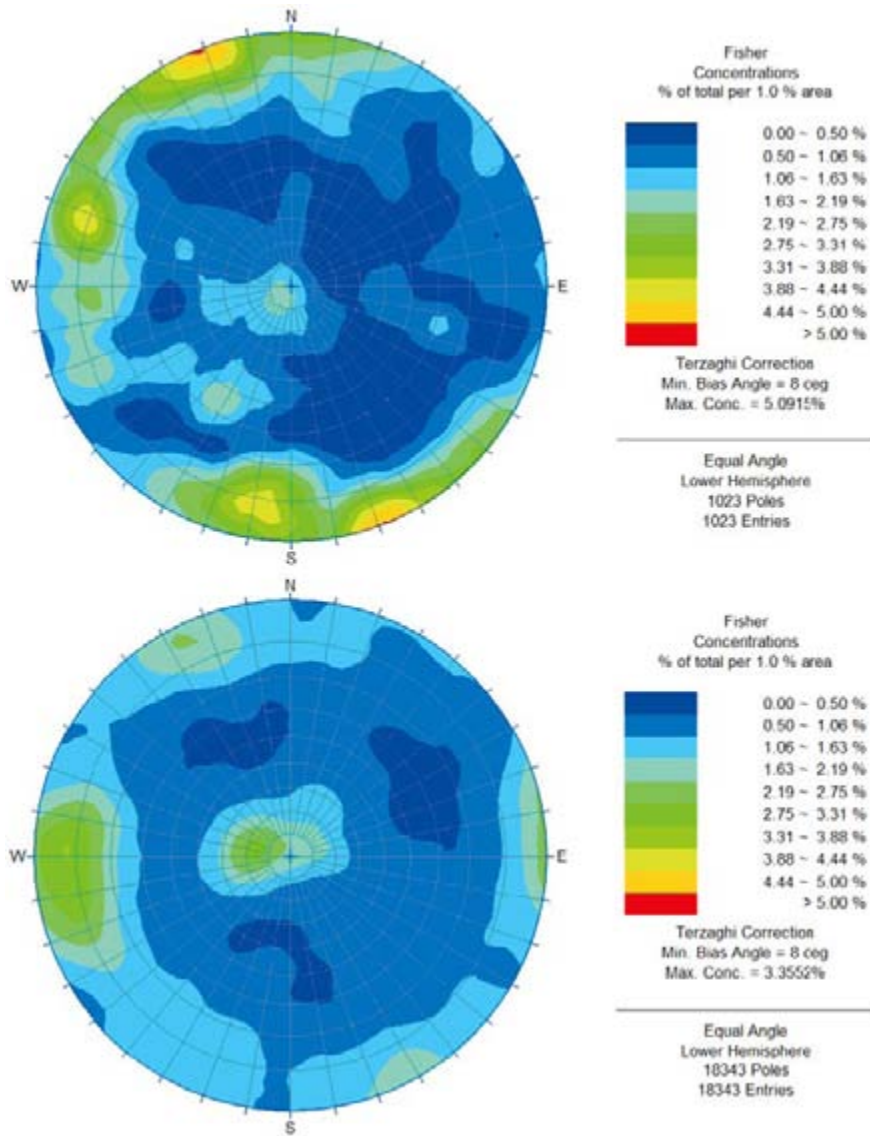 N
W
E
S
Fisher
Concentrations
% of total per 1.0 % area
0.00 ~ 0.50 %
0.50 ~ 1.06 %
1.06 ~ 1.63 %
1.63 ~ 2.19 %
2.19 ~ 2.75 %
2.75 ~ 3.31 %
3.31 ~ 3.88 %
3.88 ~ 4.44 %
4.44 ~ 5.00 %
> 5.00 %
Terzaghi Correction
Min. Bias Angle = 8 ceg
Max. Conc. = 5.0915%
Equal Angle
Lower Hemisphere
1023 Poles
1023 Entries
N
W
E
S
Fisher
Concentrations
% of total per 1.0 % area
0.00 ~ 0.50 %
0.50 ~ 1.06 %
1.06 ~ 1.63 %
1.63 ~ 2.19 %
2.19 ~ 2.75 %
2.75 ~ 3.31 %
3.31 ~ 3.88 %
3.88 ~ 4.44 %
4.44 ~ 5.00 %
> 5.00 %
Terzaghi Correction
Min. Bias Angle = 8 ceg
Max. Conc. = 3.3552%
Equal Angle
Lower Hemisphere
18343 Poles
18343 Entries